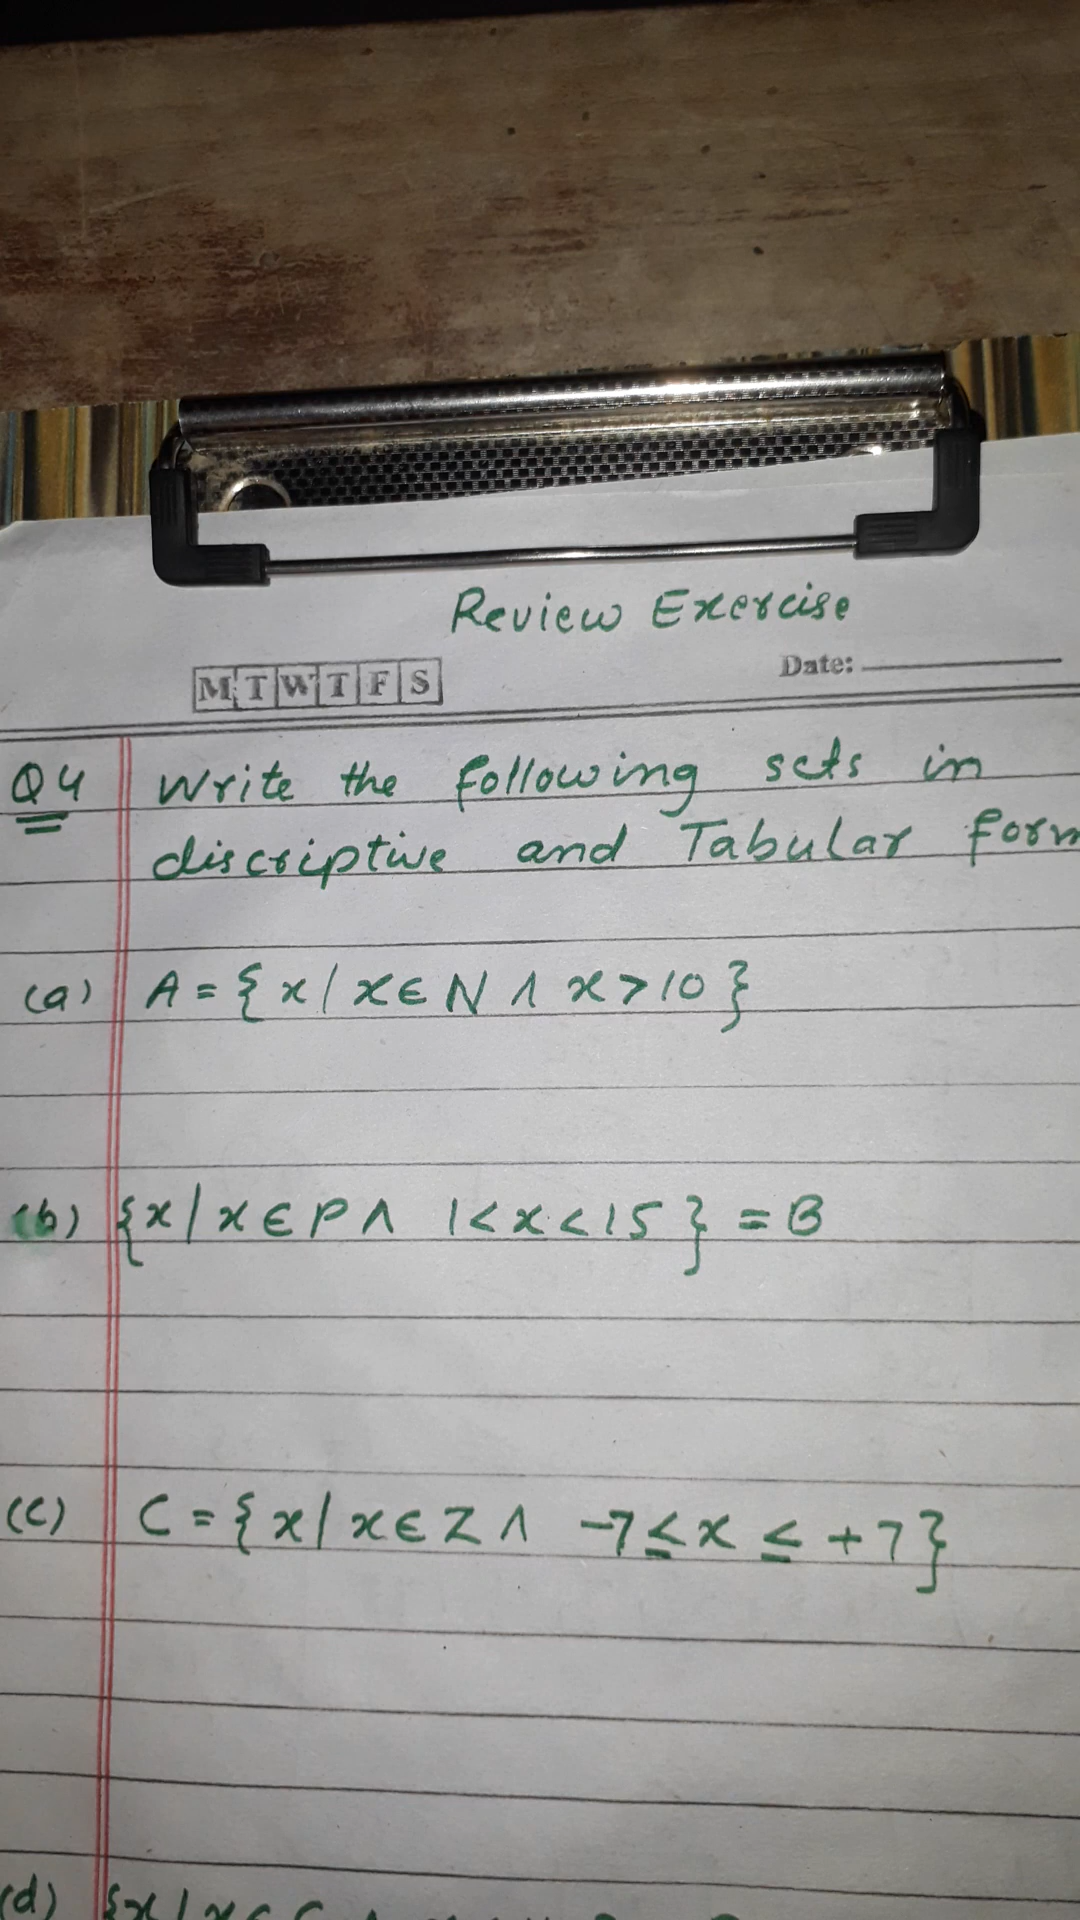 Review Exercise
M T W T F S
Date:
Q4 Write the following sets in
discriptive and Tabular form
(a) A = { x / x ∈ N ∧ x > 10 }
(b) { x / x ∈ P ∧ 1 < x < 15 } = B
(c) C = { x / x ∈ Z ∧ -7 ≤ x ≤ +7 }
(d) { x / x ∈